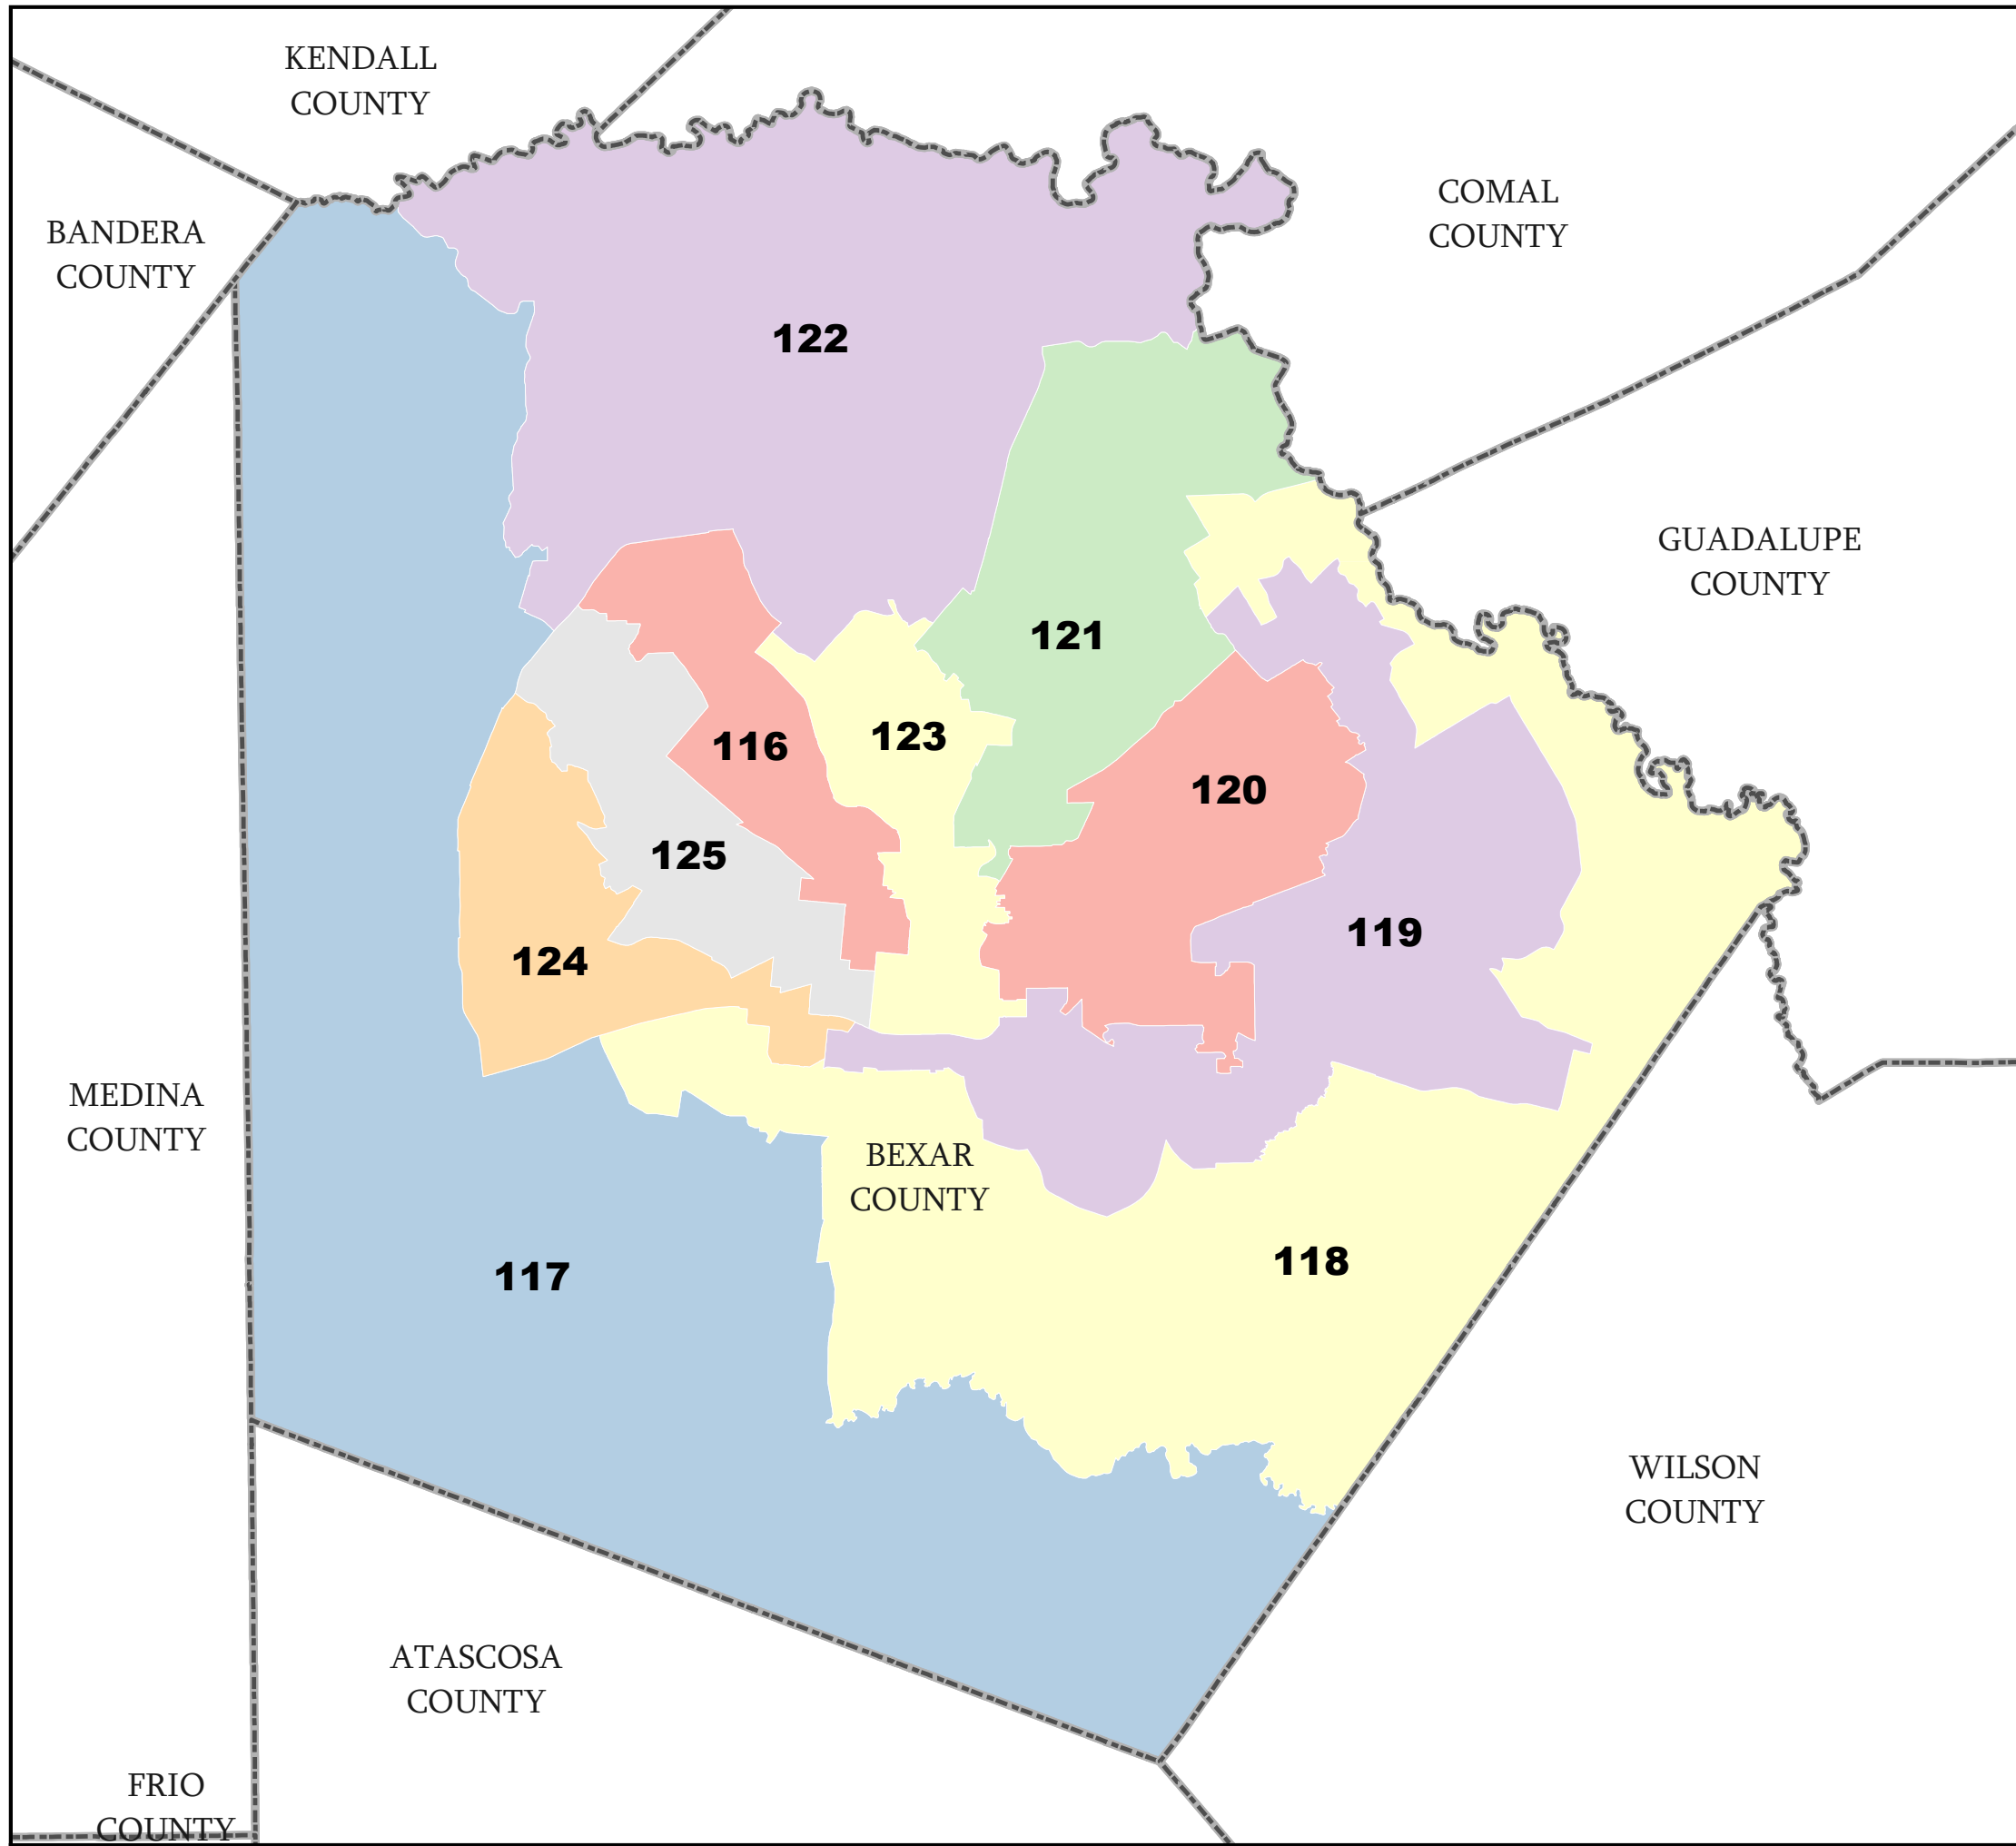 KENDALL
COUNTY
COMAL
COUNTY
BANDERA
COUNTY
122
GUADALUPE
COUNTY
121
123
116
120
125
119
124
MEDINA
COUNTY
BEXAR
COUNTY
118
117
WILSON
COUNTY
ATASCOSA
COUNTY
FRIO
COUNTY